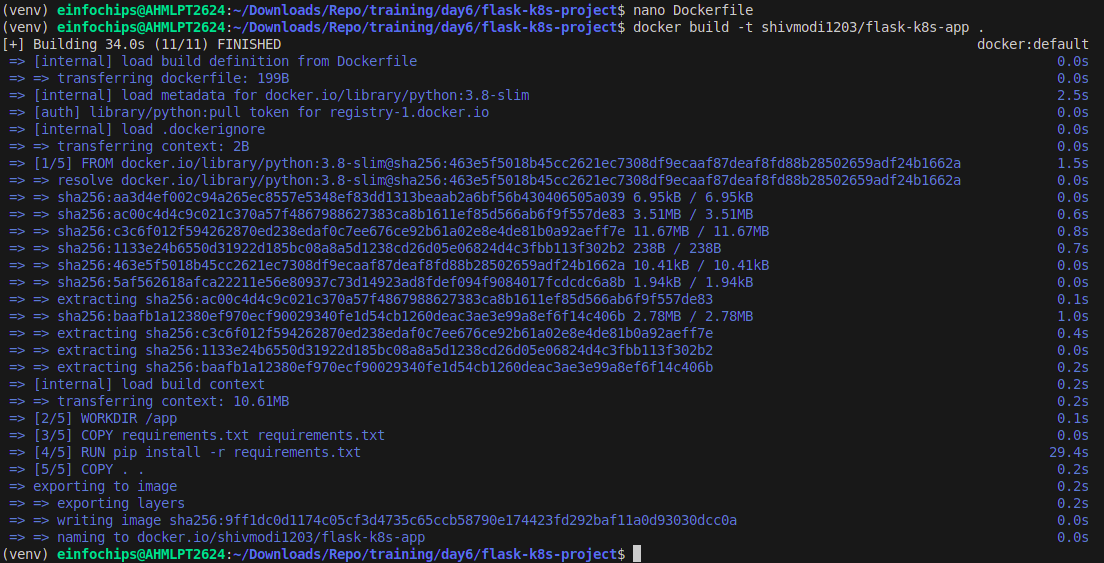 (venv) einfochips@AHMLPT2624:~/Downloads/Repo/training/day6/flask-k8s-project$ nano Dockerfile
(venv) einfochips@AHMLPT2624:~/Downloads/Repo/training/day6/flask-k8s-project$ docker build -t shivmodi1203/flask-k8s-app .
[+] Building 34.0s (11/11) FINISHED docker:default
=> [internal] load build definition from Dockerfile 0.0s
=> => transferring dockerfile: 199B 0.0s
=> [internal] load metadata for docker.io/library/python:3.8-slim 2.5s
=> [auth] library/python:pull token for registry-1.docker.io 0.0s
=> [internal] load .dockerignore 0.0s
=> => transferring context: 2B 0.0s
=> [1/5] FROM docker.io/library/python:3.8-slim@sha256:463e5f5018b45cc2621ec7308df9ecaaf87deaf8fd88b28502659adf24b1662a 1.5s
=> => resolve docker.io/library/python:3.8-slim@sha256:463e5f5018b45cc2621ec7308df9ecaaf87deaf8fd88b28502659adf24b1662a 0.0s
=> => sha256:aa3d4ef002c94a265ec8557e5348ef83dd1313beaab2a6bf56b430406505a039 6.95kB / 6.95kB 0.0s
=> => sha256:ac00c4d4c9c021c370a57f4867988627383ca8b1611ef85d566ab6f9f557de83 3.51MB / 3.51MB 0.6s
=> => sha256:c3c6f012f594262870ed238edaf0c7ee676ce92b61a02e8e4de81b0a92aeff7e 11.67MB / 11.67MB 0.8s
=> => sha256:1133e24b6550d31922d185bc08a8a5d1238cd26d05e06824d4c3fbb113f302b2 238B / 238B 0.7s
=> => sha256:463e5f5018b45cc2621ec7308df9ecaaf87deaf8fd88b28502659adf24b1662a 10.41kB / 10.41kB 0.0s
=> => sha256:5af562618afca22211e56e80937c73d14923ad8fdef094f9084017fcdcdc6a8b 1.94kB / 1.94kB 0.0s
=> => extracting sha256:ac00c4d4c9c021c370a57f4867988627383ca8b1611ef85d566ab6f9f557de83 0.1s
=> => sha256:baafb1a12380ef970ecf90029340fe1d54cb1260deac3ae3e99a8ef6f14c406b 2.78MB / 2.78MB 1.0s
=> => extracting sha256:c3c6f012f594262870ed238edaf0c7ee676ce92b61a02e8e4de81b0a92aeff7e 0.4s
=> => extracting sha256:1133e24b6550d31922d185bc08a8a5d1238cd26d05e06824d4c3fbb113f302b2 0.0s
=> => extracting sha256:baafb1a12380ef970ecf90029340fe1d54cb1260deac3ae3e99a8ef6f14c406b 0.2s
=> [internal] load build context 0.2s
=> => transferring context: 10.61MB 0.2s
=> [2/5] WORKDIR /app 0.1s
=> [3/5] COPY requirements.txt requirements.txt 0.0s
=> [4/5] RUN pip install -r requirements.txt 29.4s
=> [5/5] COPY . . 0.2s
=> exporting to image 0.2s
=> => exporting layers 0.2s
=> => writing image sha256:9ff1dc0d1174c05cf3d4735c65ccb58790e174423fd292baf11a0d93030dcc0a 0.0s
=> => naming to docker.io/shivmodi1203/flask-k8s-app 0.0s
(venv) einfochips@AHMLPT2624:~/Downloads/Repo/training/day6/flask-k8s-project$